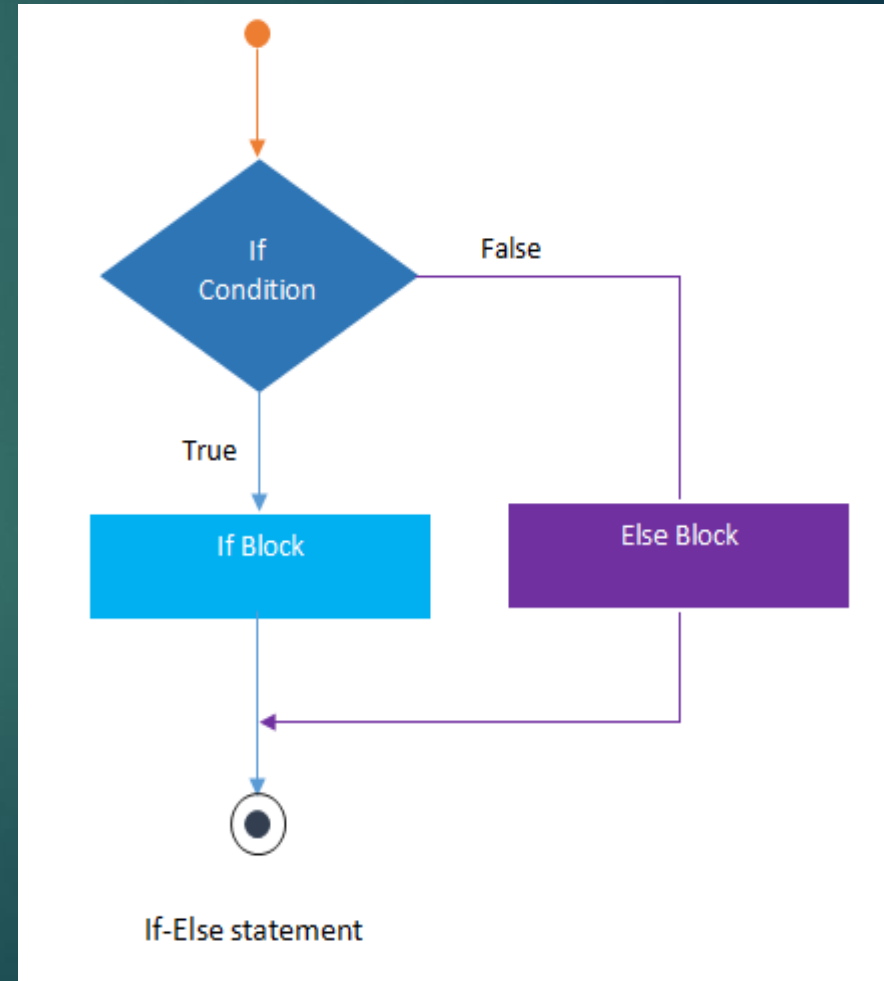 If
Condition
False
True
If Block
Else Block
If-Else statement